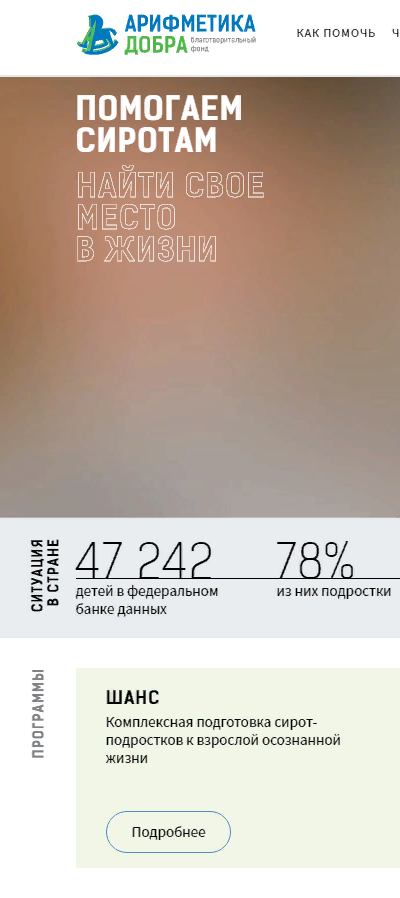 АРИФМЕТИКА
ДОБРА
благотворительный
фонд
КАК ПОМОЧЬ
ПОМОГАЕМ
СИРОТАМ
НАЙТИ СВОЕ
МЕСТО
В ЖИЗНИ
СИТУАЦИЯ
В СТРАНЕ
47 242
детей в федеральном
банке данных
78%
из них подростки
ПРОГРАММЫ
ШАНС
Комплексная подготовка сирот-
подростков к взрослой осознанной
жизни
Подробнее